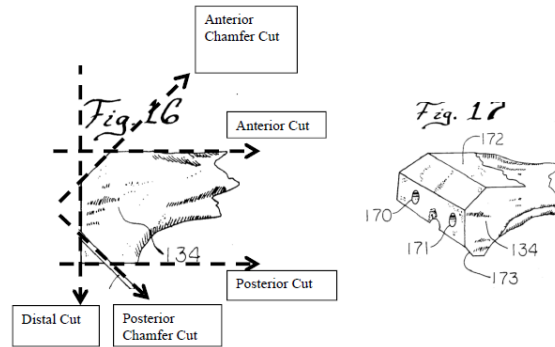 Anterior
Chamfer Cut
Fig. 16
Anterior Cut
134
Posterior Cut
Distal Cut
Posterior
Chamfer Cut
Fig. 17
172
170
171
134
173